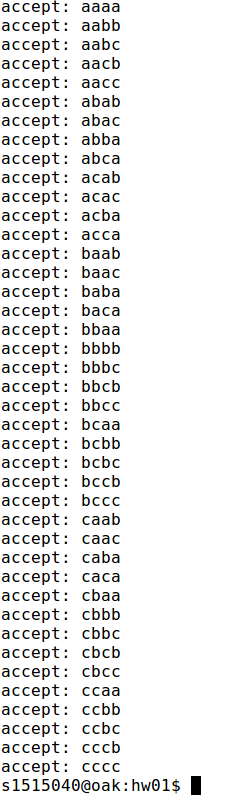 accept: aaaa
accept: aabb
accept: aabc
accept: aacb
accept: aacc
accept: abab
accept: abac
accept: abba
accept: abca
accept: acab
accept: acac
accept: acba
accept: acca
accept: baab
accept: baac
accept: baba
accept: baca
accept: bbaa
accept: bbbb
accept: bbbc
accept: bbcb
accept: bbcc
accept: bcaa
accept: bcbb
accept: bcbc
accept: bccb
accept: bccc
accept: caab
accept: caac
accept: caba
accept: caca
accept: cbaa
accept: cbbb
accept: cbbc
accept: cbcb
accept: cbcc
accept: ccaa
accept: ccbb
accept: ccbc
accept: cccb
accept: cccc
s1515040@oak:hw01$